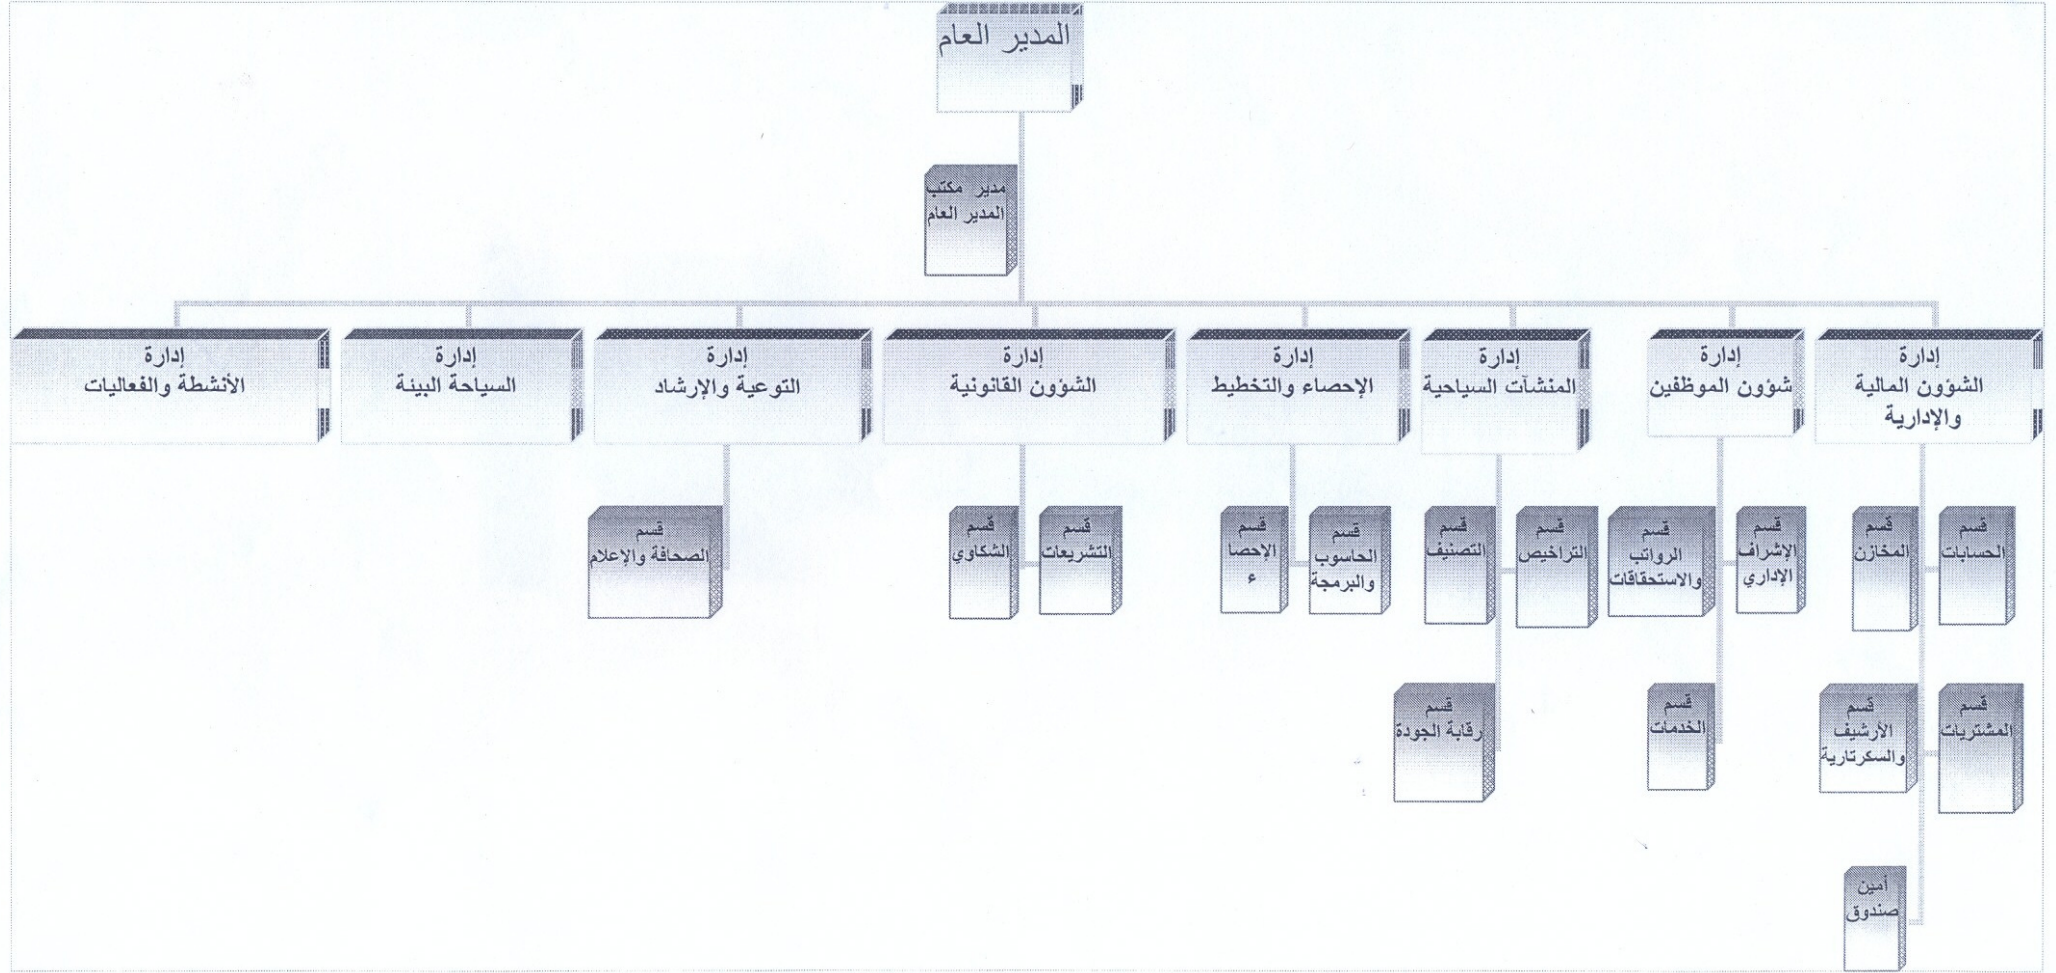 المدير العام
مدير مكتب
المدير العام
إدارة
الشؤون المالية
والإدارية
إدارة
شؤون الموظفين
إدارة
المنشآت السياحية
إدارة
الإحصاء والتخطيط
إدارة
الشؤون القانونية
إدارة
التوعية والإرشاد
إدارة
السياحة البيئة
إدارة
الأنشطة والفعاليات
قسم
الحسابات
قسم
المخازن
قسم
الإشراف
الإداري
قسم
الرواتب
والاستحقاقات
قسم
التراخيص
قسم
التصنيف
قسم
الحاسوب
والبرمجة
قسم
الإحصا
ء
قسم
التشريعات
قسم
الشكاوي
قسم
الصحافة والإعلام
قسم
المشتريات
قسم
الأرشيف
والسكرتارية
قسم
الخدمات
قسم
رقابة الجودة
أمين
صندوق